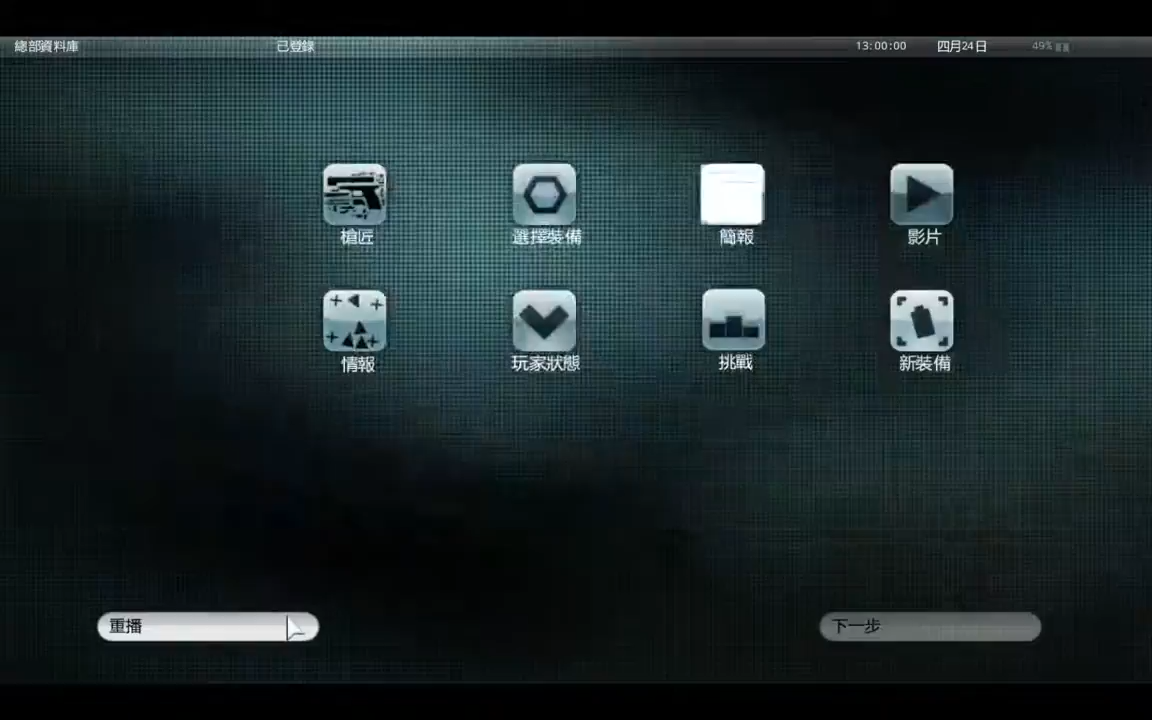 總部資料庫 已登錄 13:00:00 四月24日 49%
槍匠 選擇裝備 簡報 影片
情報 玩家狀態 挑戰 新裝備
重播 下一步